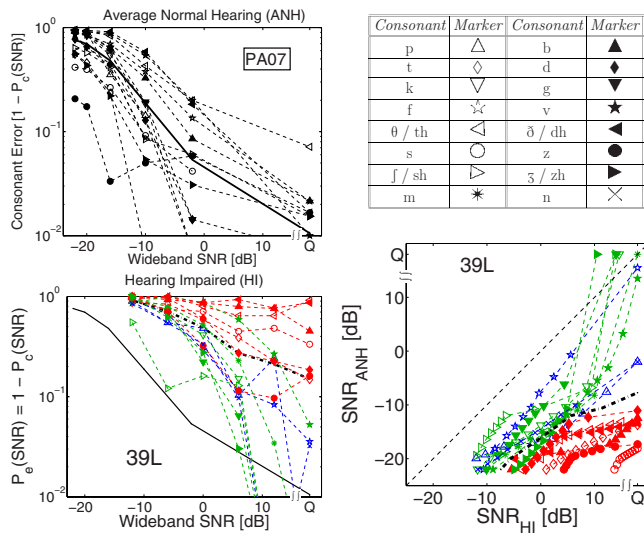 Average Normal Hearing (ANH)
PA07
Consonant Error [1 − P_c(SNR)]
10^0
10^−1
10^−2
−20 −10 0 10 Q
Wideband SNR [dB]
Consonant Marker Consonant Marker
p △ b ▲
t ◇ d ◆
k ▽ g ▼
f ☆ v ★
θ / th ◁ ð / dh ◀
s ○ z ●
ʃ / sh ▷ ʒ / zh ▶
m ✷ n ×
Hearing Impaired (HI)
P_e(SNR) = 1 − P_c(SNR)
10^0
10^−1
10^−2
39L
−20 −10 0 10 Q
Wideband SNR [dB]
39L
SNR_ANH [dB]
Q
10
0
−10
−20
−20 −10 0 10 Q
SNR_HI [dB]